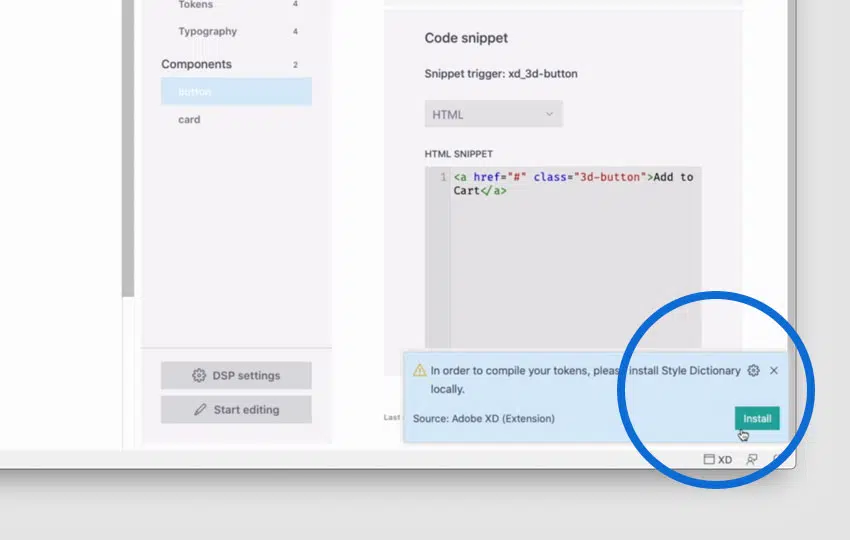 Tokens 4
Typography 4
Components 2
button
card
DSP settings
Start editing
Code snippet
Snippet trigger: xd_3d-button
HTML
HTML SNIPPET
1 <a href="#" class="3d-button">Add to
Cart</a>
Last
In order to compile your tokens, please install Style Dictionary
locally.
Source: Adobe XD (Extension)
Install
XD